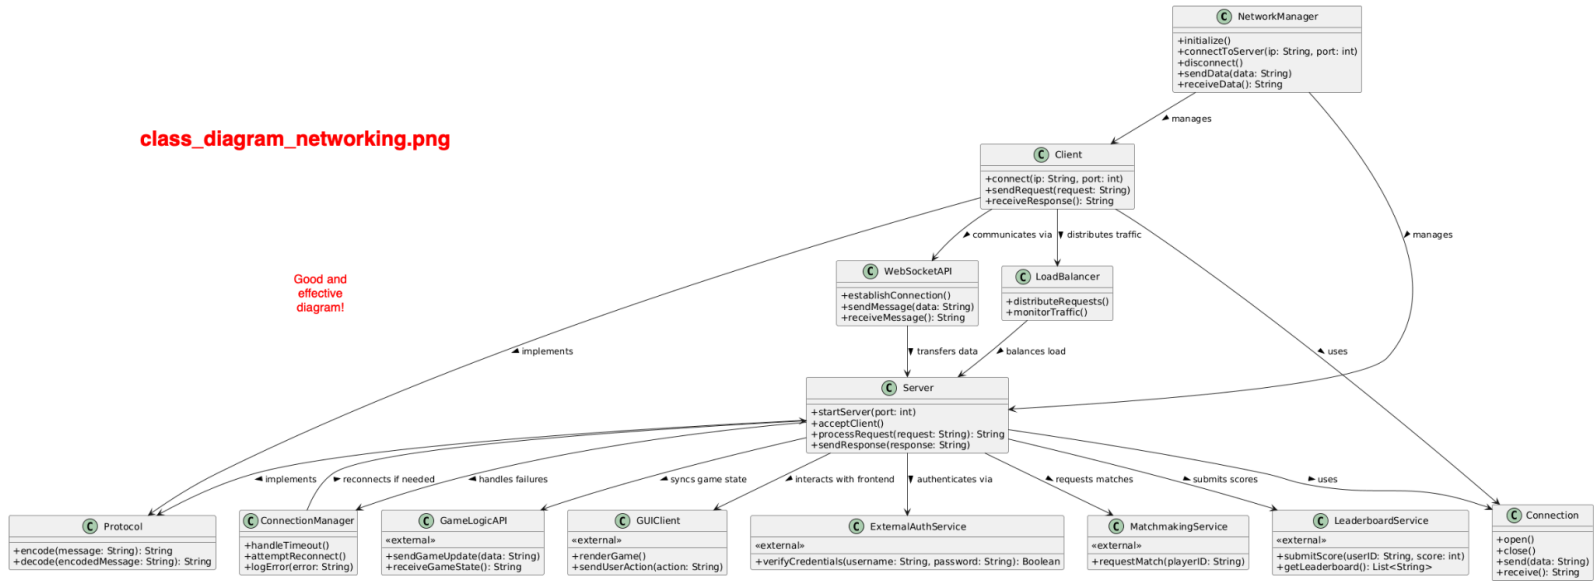 C NetworkManager
+initialize()
+connectToServer(ip: String, port: int)
+disconnect()
+sendData(data: String)
+receiveData(): String
class_diagram_networking.png
manages
C Client
+connect(ip: String, port: int)
+sendRequest(request: String)
+receiveResponse(): String
communicates via
distributes traffic
manages
Good and
effective
diagram!
C WebSocketAPI
+establishConnection()
+sendMessage(data: String)
+receiveMessage(): String
C LoadBalancer
+distributeRequests()
+monitorTraffic()
implements
transfers data
balances load
uses
C Server
+startServer(port: int)
+acceptClient()
+processRequest(request: String): String
+sendResponse(response: String)
implements
reconnects if needed
handles failures
syncs game state
interacts with frontend
authenticates via
requests matches
submits scores
uses
C Protocol
+encode(message: String): String
+decode(encodedMessage: String): String
C ConnectionManager
+handleTimeout()
+attemptReconnect()
+logError(error: String)
C GameLogicAPI
«external»
+sendGameUpdate(data: String)
+receiveGameState(): String
C GUIClient
«external»
+renderGame()
+sendUserAction(action: String)
C ExternalAuthService
«external»
+verifyCredentials(username: String, password: String): Boolean
C MatchmakingService
«external»
+requestMatch(playerID: String)
C LeaderboardService
«external»
+submitScore(userID: String, score: int)
+getLeaderboard(): List<String>
C Connection
+open()
+close()
+send(data: String)
+receive(): String